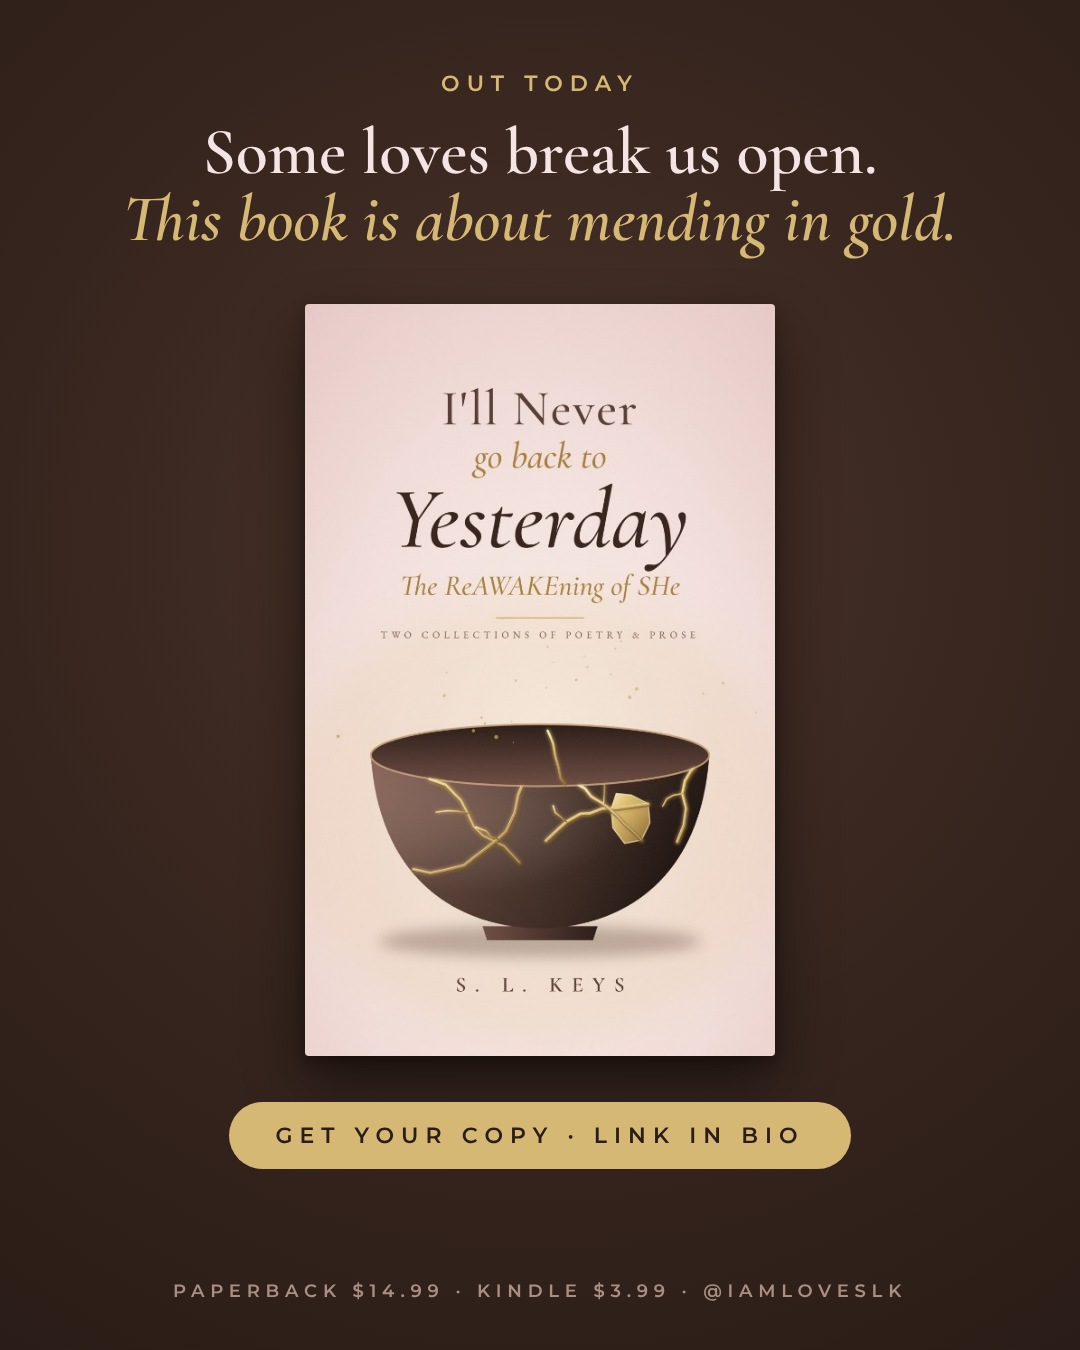 OUT TODAY
Some loves break us open.
This book is about mending in gold.
I'll Never
go back to
Yesterday
The ReAWAKEning of SHe
TWO COLLECTIONS OF POETRY & PROSE
S. L. KEYS
GET YOUR COPY · LINK IN BIO
PAPERBACK $14.99 · KINDLE $3.99 · @IAMLOVESLK